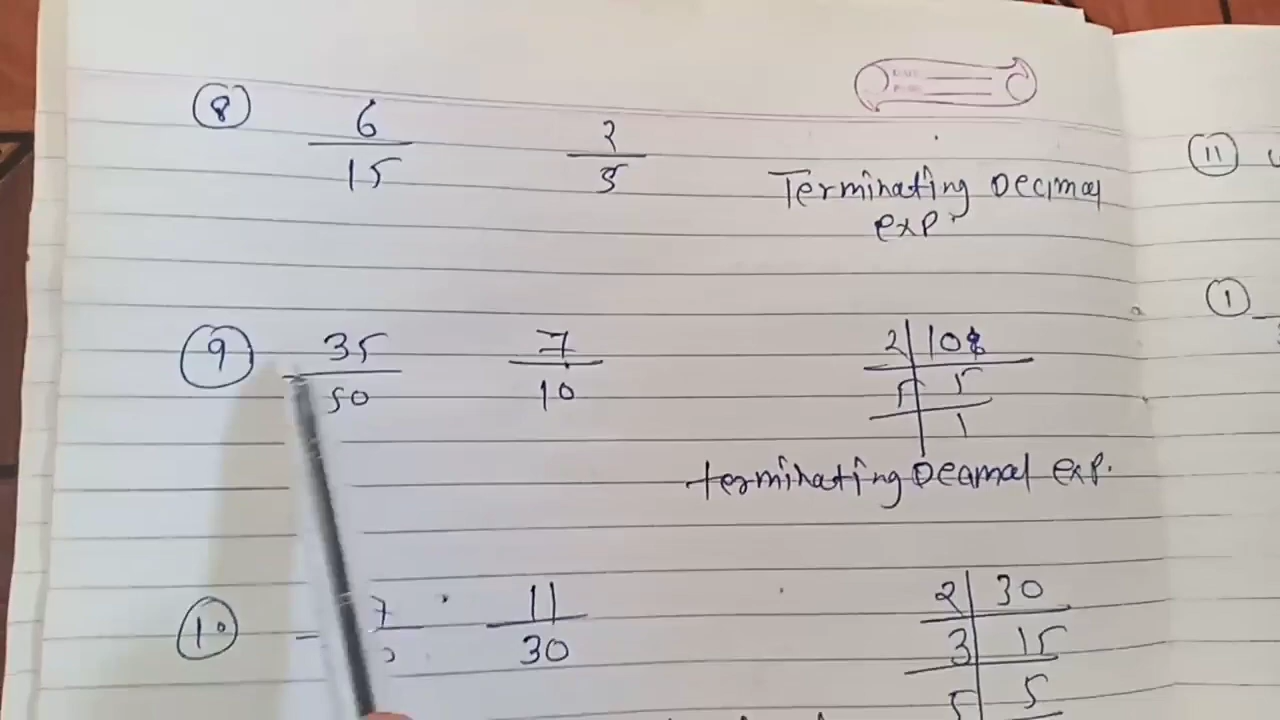 8 6/15 2/5 Terminating Decimal
exp.
9 35/50 7/10 2 | 10
5 | 5
1
terminating Decimal exp.
10 11/30 2 | 30
3 | 15
5 | 5
11
1